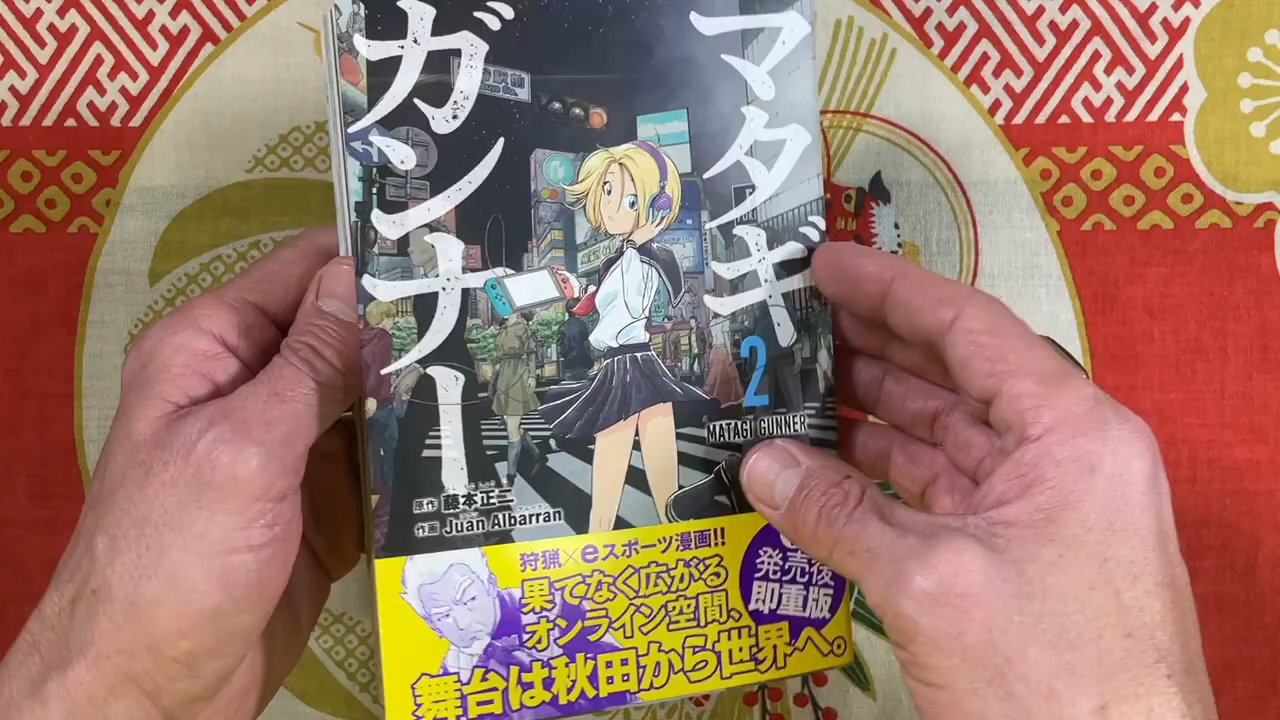 マタギ
ガンナー
2
MATAGI GUNNER
原作 藤本正二
作画 Juan Albarran
狩猟×eスポーツ漫画!!
果てなく広がる
オンライン空間、
舞台は秋田から世界へ。
発売後
即重版